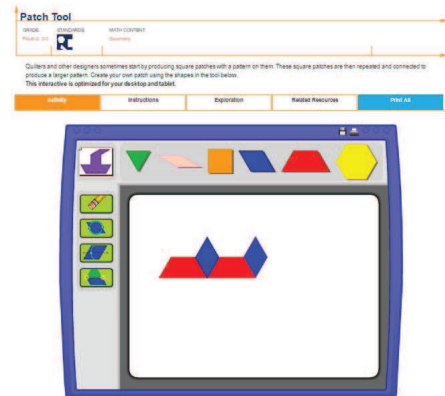 Patch Tool
GRADE STANDARDS MATH CONTENT
Geometry
Quilters and other designers sometimes start by producing square patches with a pattern on them. These square patches are then repeated and connected to
produce a larger pattern. Create your own patch using the shapes in the tool below.
This interactive is optimized for your desktop and tablet.
Activity Instructions Exploration Related Resources Print All